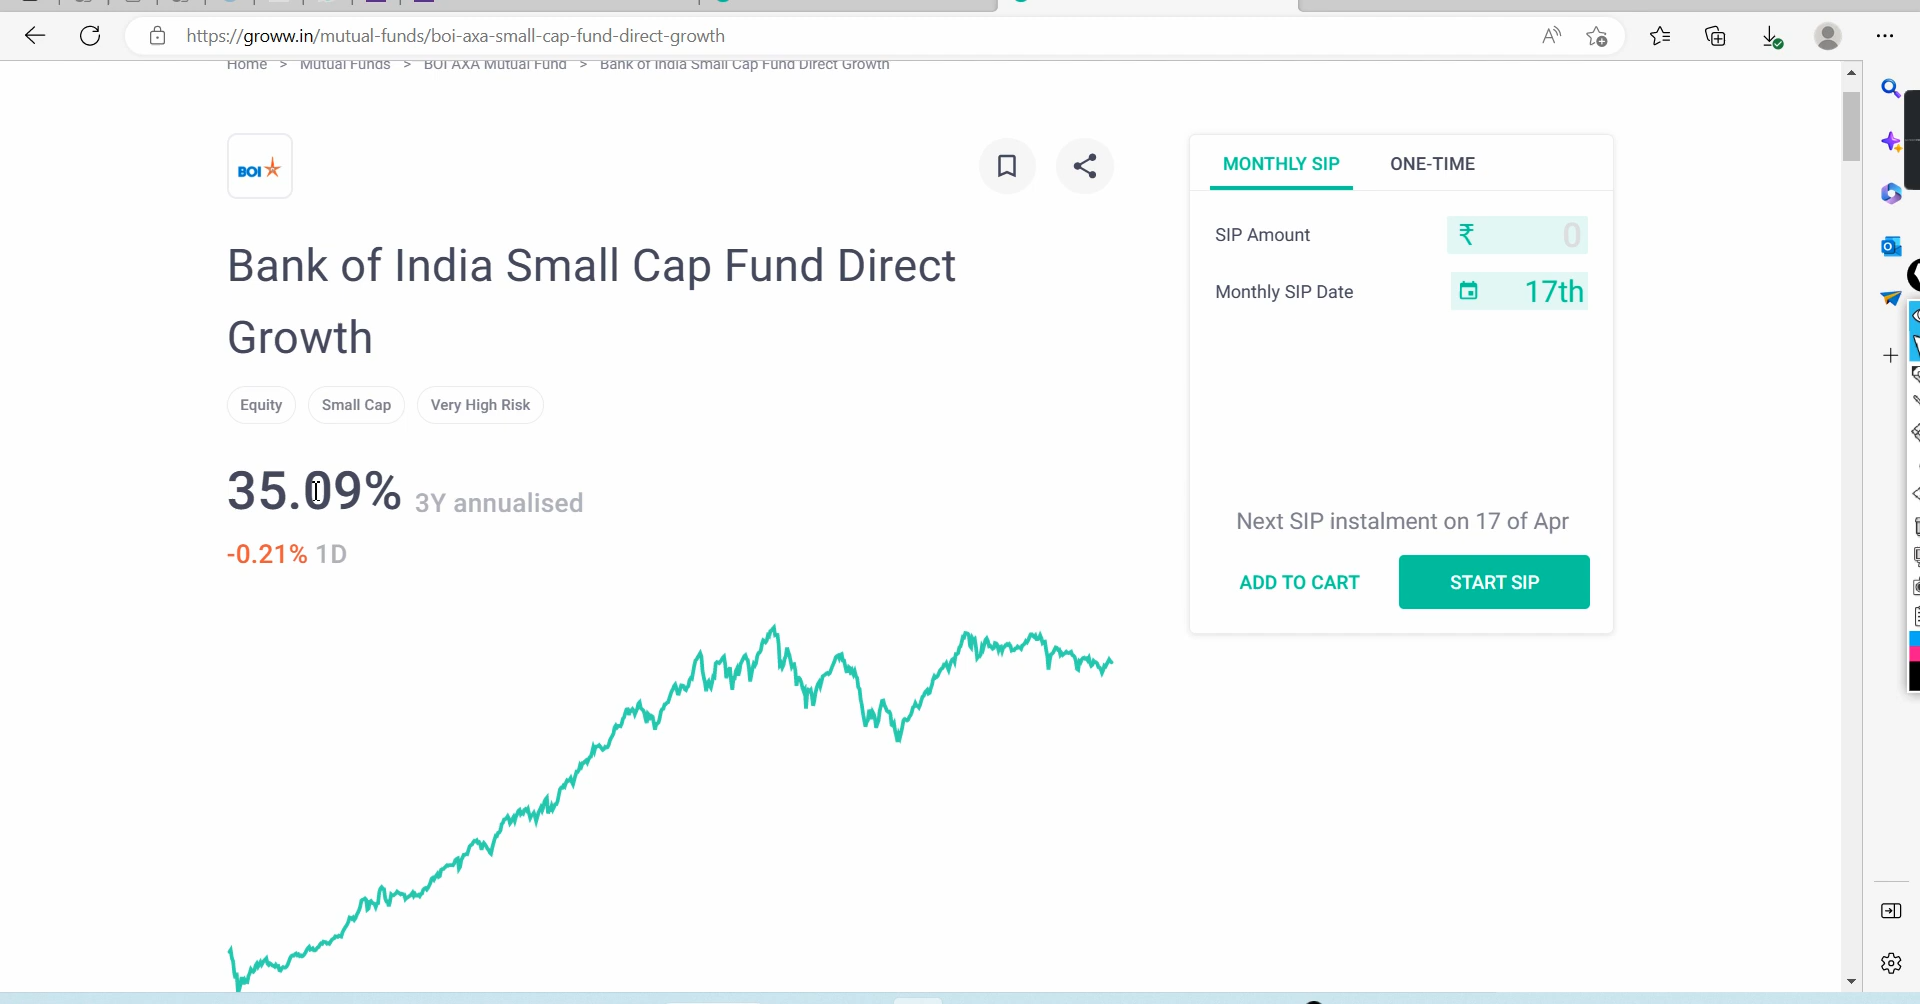 https://groww.in/mutual-funds/boi-axa-small-cap-fund-direct-growth
Home > Mutual Funds > BOI AXA Mutual Fund > Bank of India Small Cap Fund Direct Growth
BOI
Bank of India Small Cap Fund Direct
Growth
Equity Small Cap Very High Risk
35.09% 3Y annualised
-0.21% 1D
MONTHLY SIP ONE-TIME
SIP Amount ₹ 0
Monthly SIP Date 17th
Next SIP instalment on 17 of Apr
ADD TO CART START SIP